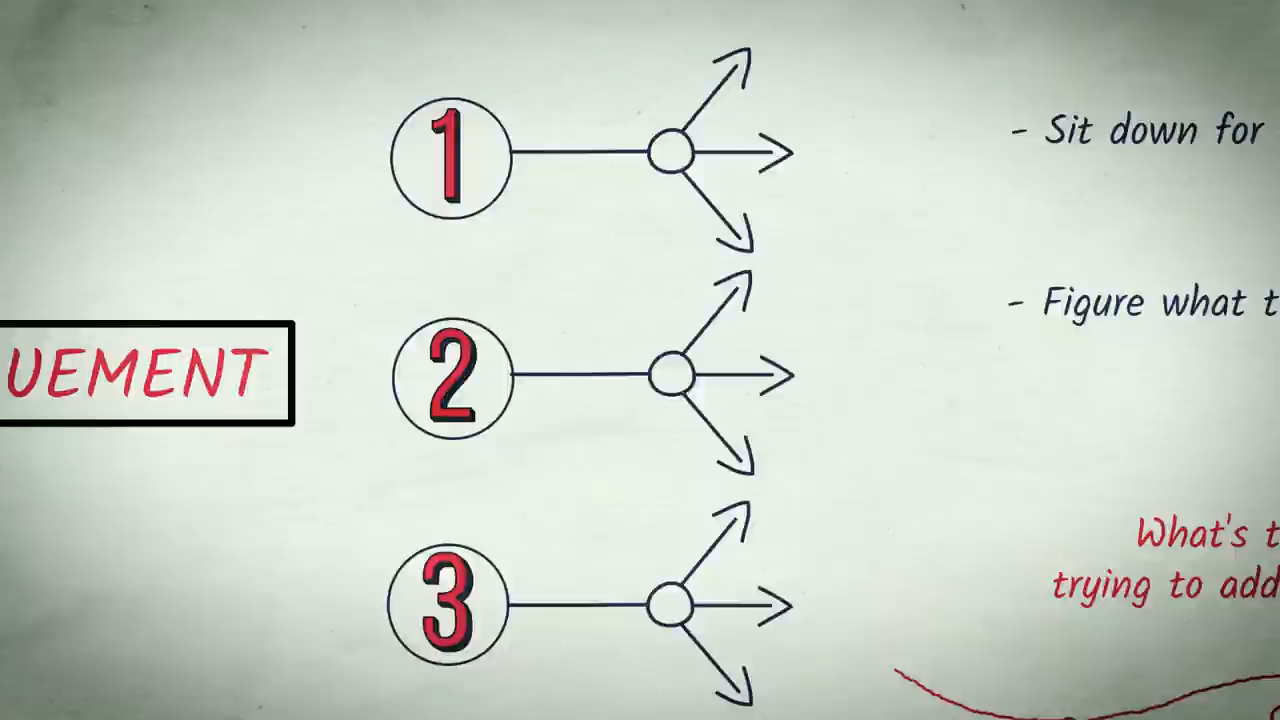 1
- Sit down for
- Figure what t
UEMENT
2
What's t
trying to add
3